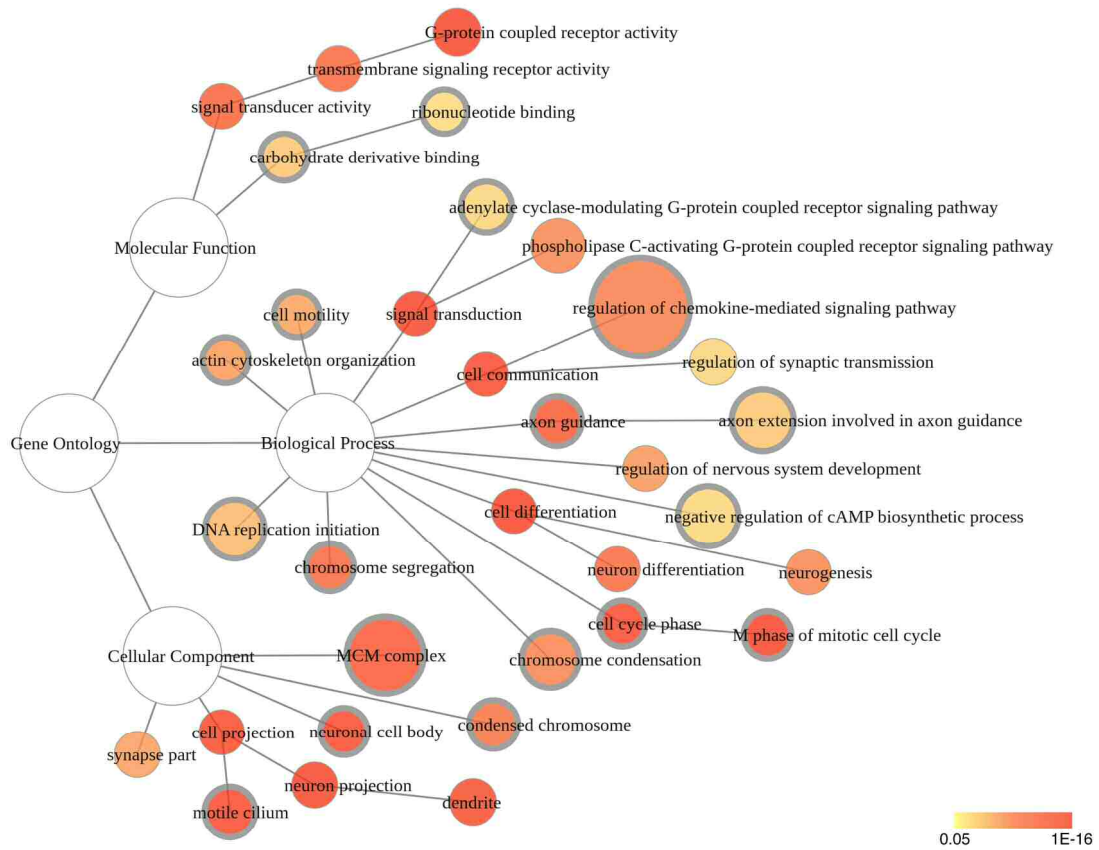 G-protein coupled receptor activity
transmembrane signaling receptor activity
signal transducer activity
ribonucleotide binding
carbohydrate derivative binding
adenylate cyclase-modulating G-protein coupled receptor signaling pathway
Molecular Function
phospholipase C-activating G-protein coupled receptor signaling pathway
regulation of chemokine-mediated signaling pathway
cell motility
signal transduction
actin cytoskeleton organization
regulation of synaptic transmission
cell communication
axon guidance
axon extension involved in axon guidance
Gene Ontology
Biological Process
regulation of nervous system development
cell differentiation
negative regulation of cAMP biosynthetic process
DNA replication initiation
chromosome segregation
neuron differentiation
neurogenesis
cell cycle phase
M phase of mitotic cell cycle
Cellular Component
MCM complex
chromosome condensation
condensed chromosome
cell projection
neuronal cell body
synapse part
neuron projection
dendrite
motile cilium
0.05
1E-16